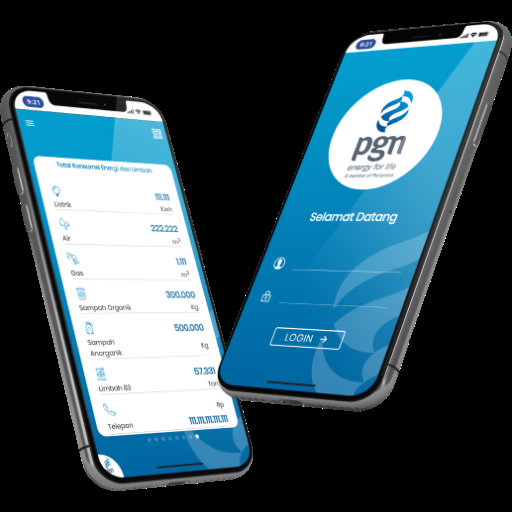 9:21
Total Konsumsi Energi dan Limbah
Listrik
111,111
Kwh
Air
222.222
m³
Gas
1,111
m³
Sampah Organik
300.000
Kg
Sampah
Anorganik
500.000
Kg
Limbah B3
57.331
Ton
Telepon
Rp
111.111.111.111
9:21
pgn
energy for life
A member of Pertamina
Selamat Datang
LOGIN →